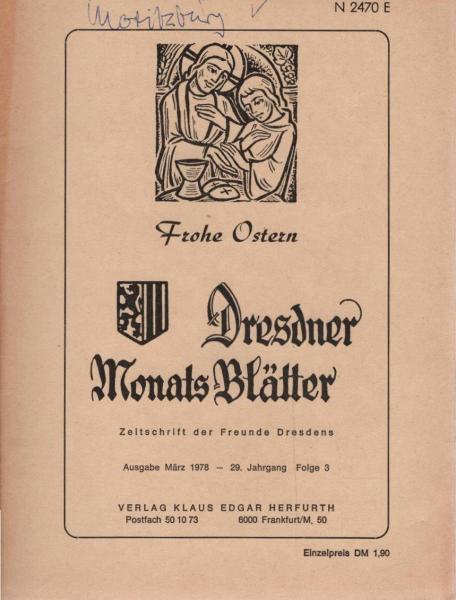 Moritzburg
N 2470 E
Frohe Ostern
Dresdner
Monats-Blätter
Zeitschrift der Freunde Dresdens
Ausgabe März 1978 – 29. Jahrgang Folge 3
VERLAG KLAUS EDGAR HERFURTH
Postfach 50 10 73 6000 Frankfurt/M. 50
Einzelpreis DM 1,90